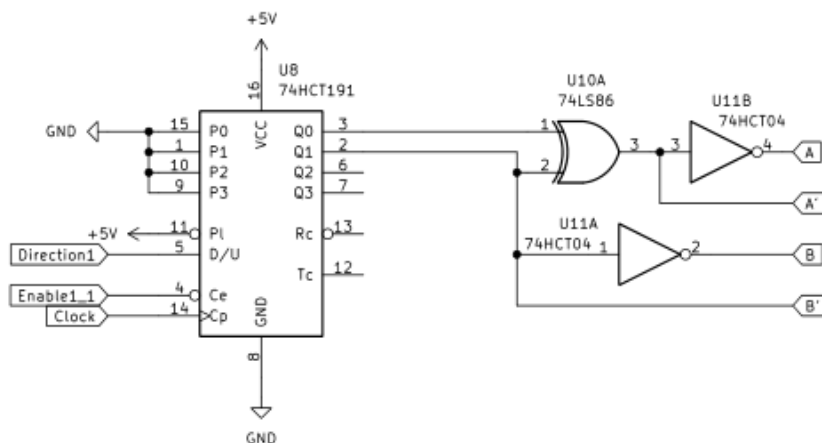 +5V
U8
74HCT191
16
VCC
GND
15
P0
Q0
3
1
P1
Q1
2
10
P2
Q2
6
9
P3
Q3
7
+5V
11
Pl
Rc
13
Direction1
5
D/U
Tc
12
Enable1_1
4
Ce
Clock
14
Cp
GND
8
GND
U10A
74LS86
1
2
3
U11B
74HCT04
3
4
A
A'
U11A
74HCT04
1
2
B
B'